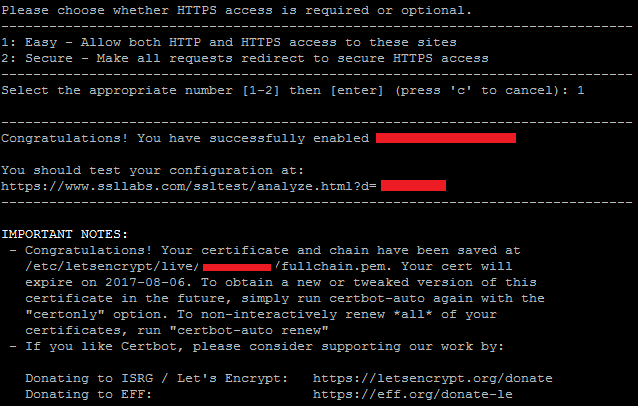 Please choose whether HTTPS access is required or optional.
-------------------------------------------------------------------------------
1: Easy - Allow both HTTP and HTTPS access to these sites
2: Secure - Make all requests redirect to secure HTTPS access
-------------------------------------------------------------------------------
Select the appropriate number [1-2] then [enter] (press 'c' to cancel): 1
-------------------------------------------------------------------------------
Congratulations! You have successfully enabled
You should test your configuration at:
https://www.ssllabs.com/ssltest/analyze.html?d=
-------------------------------------------------------------------------------
IMPORTANT NOTES:
- Congratulations! Your certificate and chain have been saved at
/etc/letsencrypt/live/ /fullchain.pem. Your cert will
expire on 2017-08-06. To obtain a new or tweaked version of this
certificate in the future, simply run certbot-auto again with the
"certonly" option. To non-interactively renew *all* of your
certificates, run "certbot-auto renew"
- If you like Certbot, please consider supporting our work by:
Donating to ISRG / Let's Encrypt: https://letsencrypt.org/donate
Donating to EFF: https://eff.org/donate-le